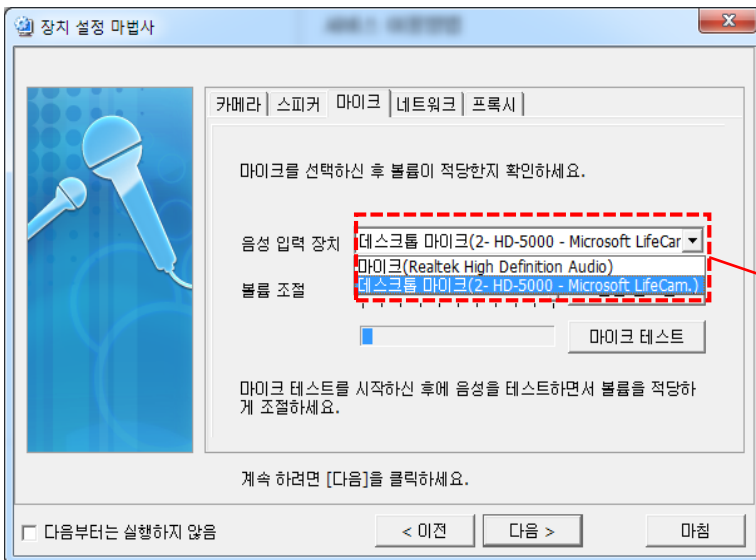 장치 설정 마법사
카메라 스피커 마이크 네트워크 프록시
마이크를 선택하신 후 볼륨이 적당한지 확인하세요.
음성 입력 장치 데스크톱 마이크(2- HD-5000 - Microsoft LifeCar
마이크(Realtek High Definition Audio)
볼륨 조절 데스크톱 마이크(2- HD-5000 - Microsoft LifeCam.)
마이크 테스트
마이크 테스트를 시작하신 후에 음성을 테스트하면서 볼륨을 적당하
게 조절하세요.
계속 하려면 [다음]을 클릭하세요.
다음부터는 실행하지 않음 < 이전 다음 > 마침